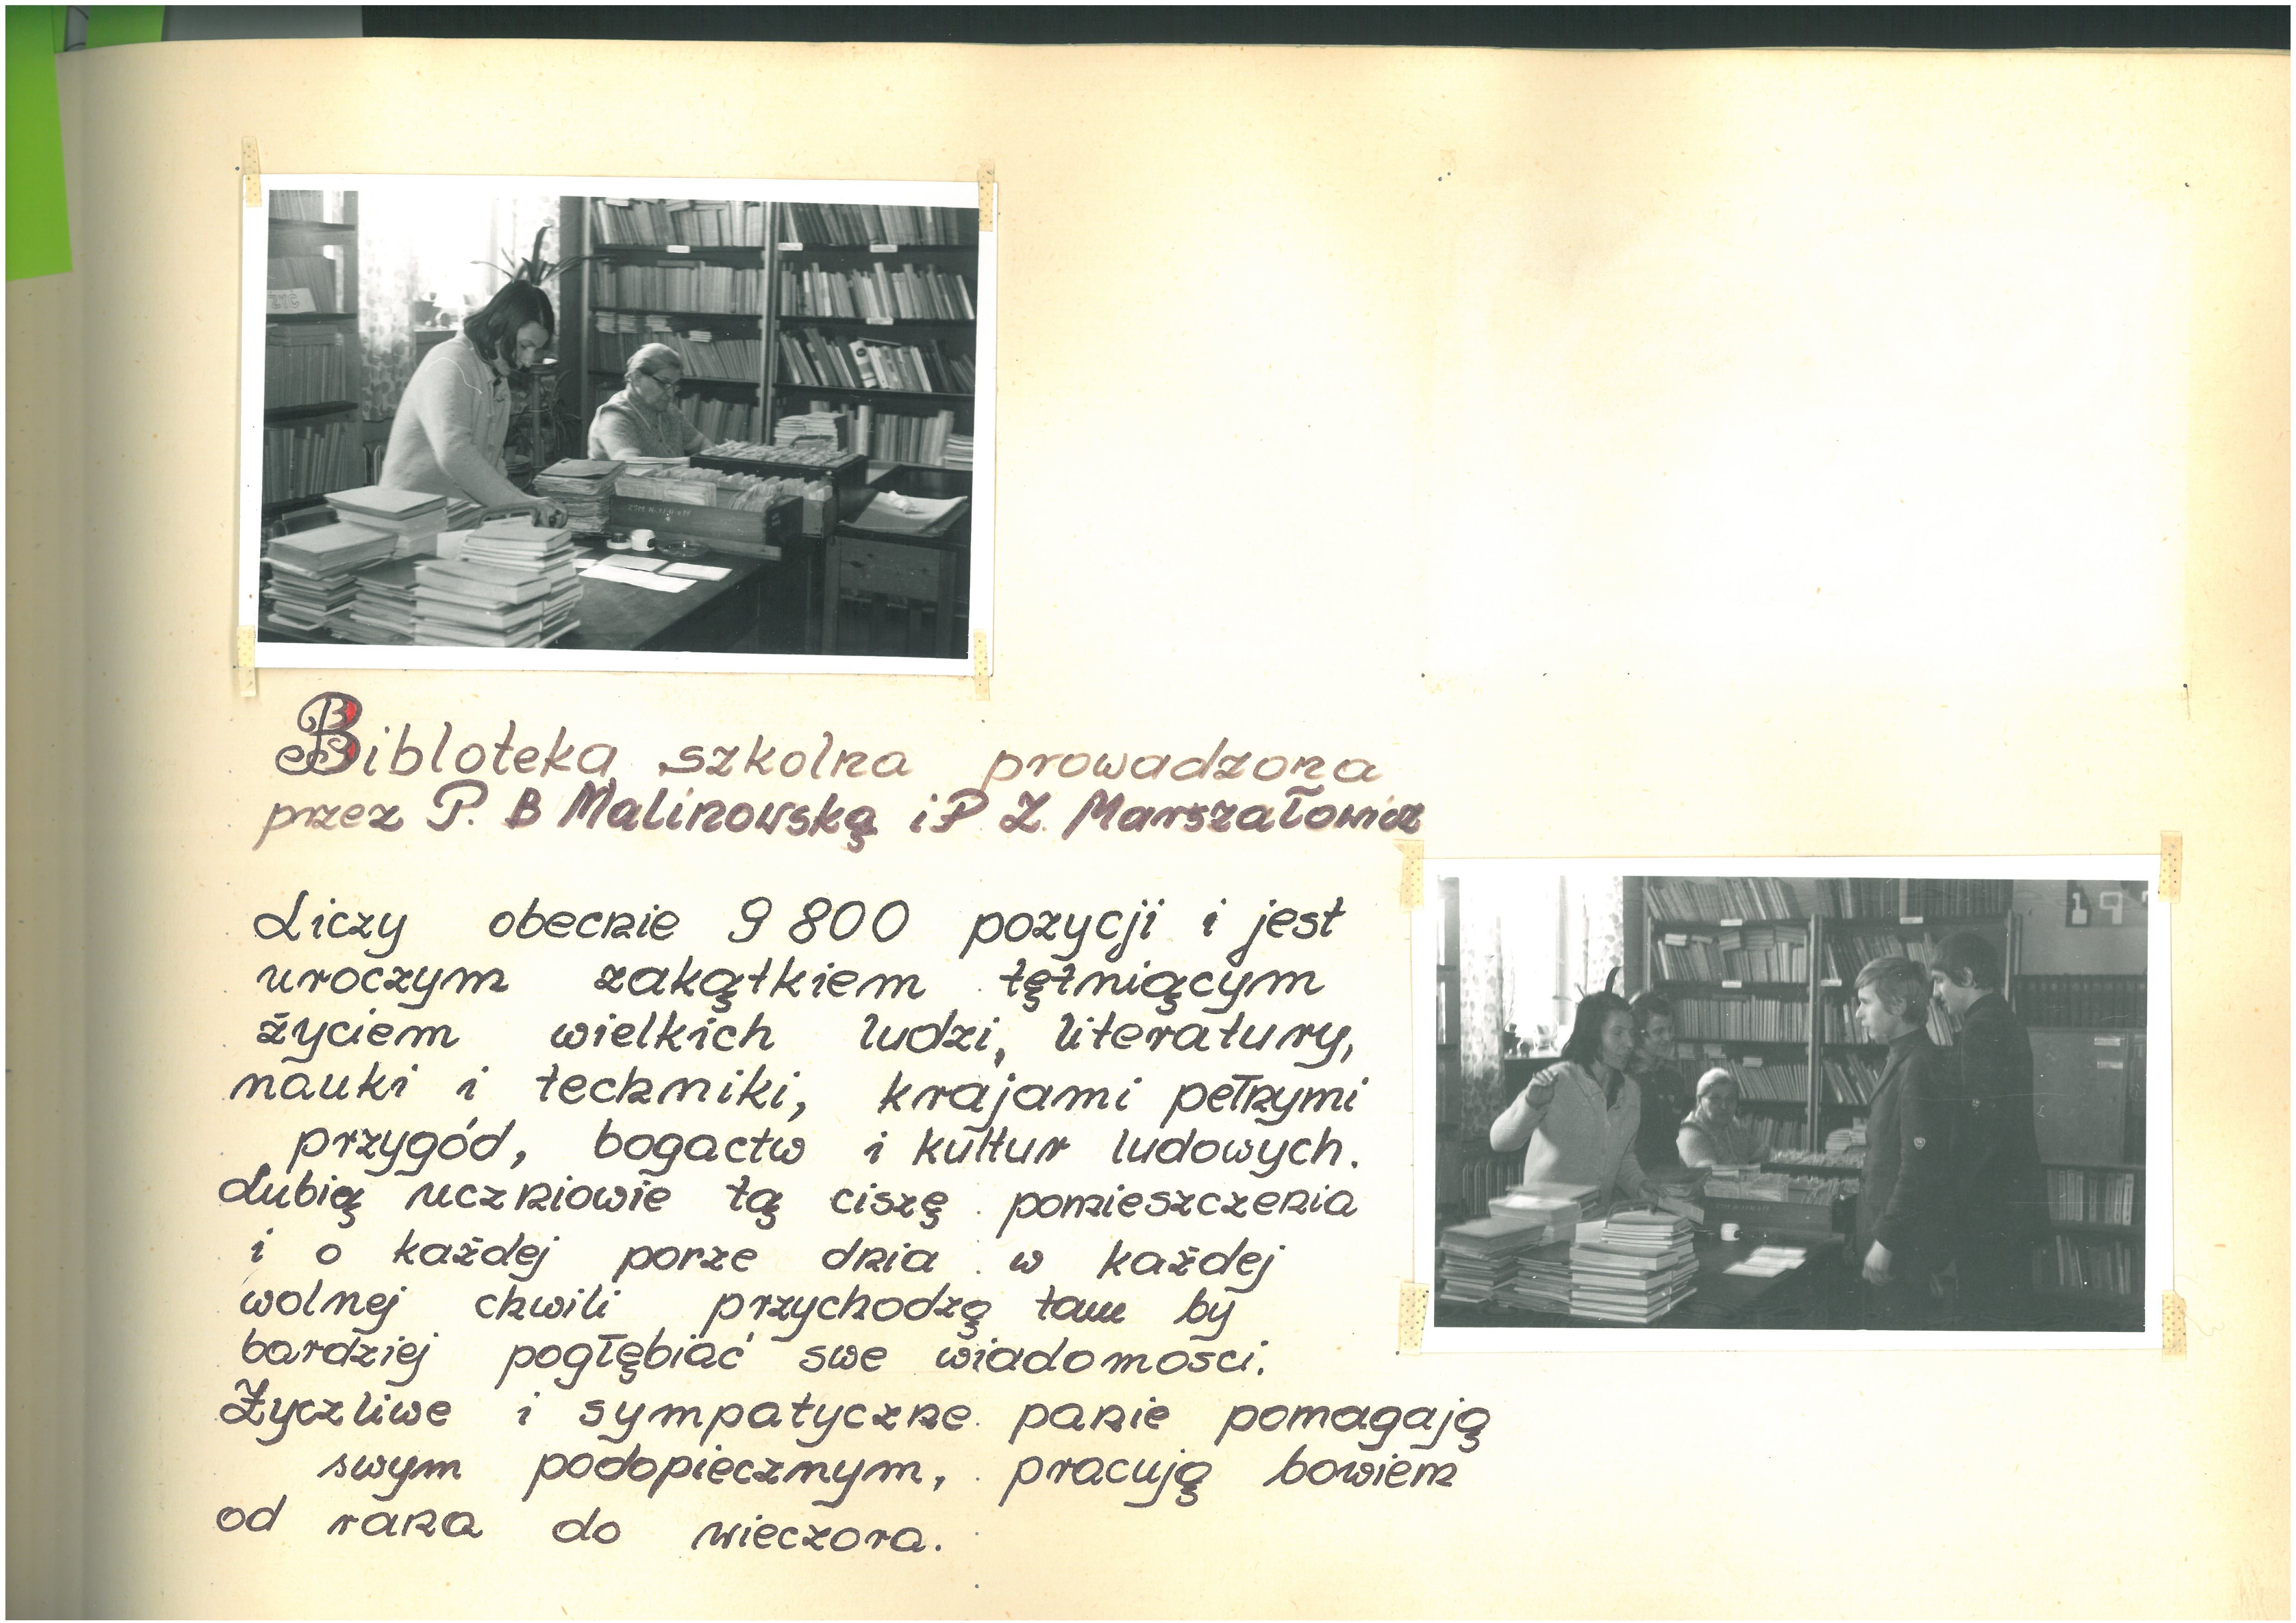 Bibloteka szkolna prowadzona
przez P. B Malinowską i P Z. Marszałowicz
Liczy obecnie 9 800 pozycji i jest
uroczym zakątkiem tętniącym
życiem wielkich ludzi, literatury,
nauki i techniki, krajami pełnymi
przygód, bogactw i kultur ludowych.
Lubią uczniowie tą ciszę pomieszczenia
i o każdej porze dnia w każdej
wolnej chwili przychodzą tam by
bardziej pogłębiać swe wiadomości.
Życzliwe i sympatyczne panie pomagają
swym podopiecznym, pracują bowiem
od rana do wieczora.